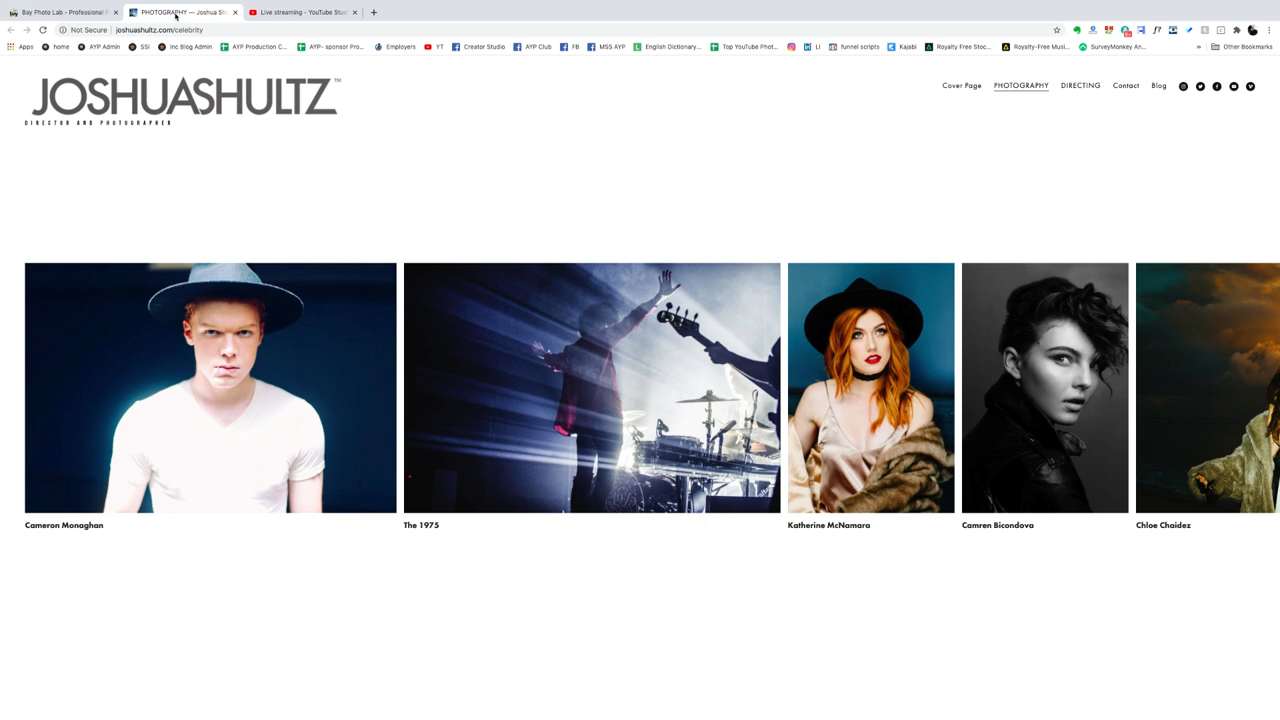 Bay Photo Lab - Professional P
PHOTOGRAPHY — Joshua Sh
Live streaming - YouTube Stud
Not Secure
joshuashultz.com/celebrity
Apps
home
AYP Admin
SSI
Inc Blog Admin
AYP Production C...
AYP- sponsor Pro...
Employers
YT
Creator Studio
AYP Club
FB
MSS AYP
English Dictionary...
Top YouTube Phot...
LI
funnel scripts
Kajabi
Royalty Free Stoc...
Royalty-Free Musi...
SurveyMonkey An...
»
Other Bookmarks
JOSHUASHULTZ™
DIRECTOR AND PHOTOGRAPHER
Cover Page
PHOTOGRAPHY
DIRECTING
Contact
Blog
Cameron Monaghan
The 1975
Katherine McNamara
Camren Bicondova
Chloe Chaidez